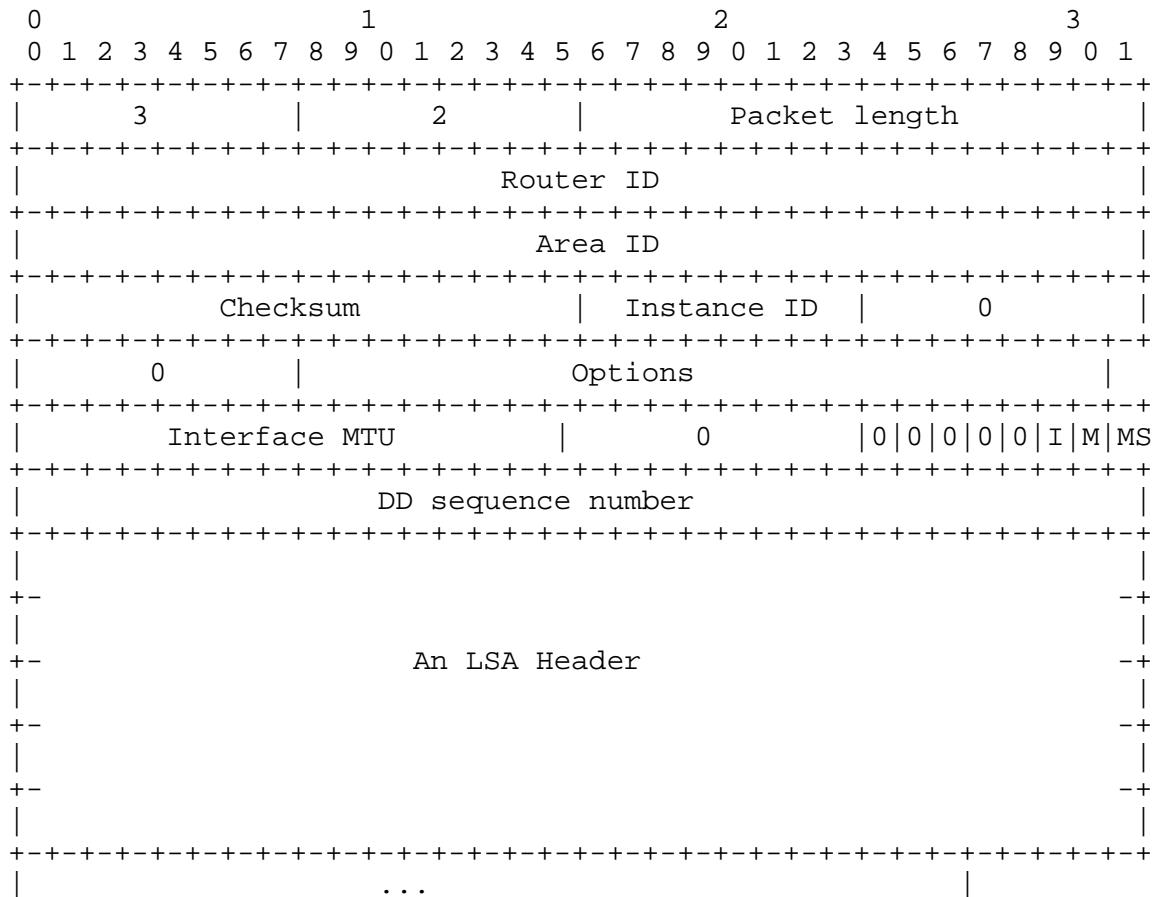 0                   1                   2                   3
 0 1 2 3 4 5 6 7 8 9 0 1 2 3 4 5 6 7 8 9 0 1 2 3 4 5 6 7 8 9 0 1
+-+-+-+-+-+-+-+-+-+-+-+-+-+-+-+-+-+-+-+-+-+-+-+-+-+-+-+-+-+-+-+-+
|      3        |       2       |        Packet length          |
+-+-+-+-+-+-+-+-+-+-+-+-+-+-+-+-+-+-+-+-+-+-+-+-+-+-+-+-+-+-+-+-+
|                           Router ID                           |
+-+-+-+-+-+-+-+-+-+-+-+-+-+-+-+-+-+-+-+-+-+-+-+-+-+-+-+-+-+-+-+-+
|                             Area ID                           |
+-+-+-+-+-+-+-+-+-+-+-+-+-+-+-+-+-+-+-+-+-+-+-+-+-+-+-+-+-+-+-+-+
|           Checksum            |  Instance ID  |      0        |
+-+-+-+-+-+-+-+-+-+-+-+-+-+-+-+-+-+-+-+-+-+-+-+-+-+-+-+-+-+-+-+-+
|       0       |               Options                       |
+-+-+-+-+-+-+-+-+-+-+-+-+-+-+-+-+-+-+-+-+-+-+-+-+-+-+-+-+-+-+-+-+
|        Interface MTU         |       0        |0|0|0|0|0|I|M|MS
+-+-+-+-+-+-+-+-+-+-+-+-+-+-+-+-+-+-+-+-+-+-+-+-+-+-+-+-+-+-+-+-+
|                    DD sequence number                         |
+-+-+-+-+-+-+-+-+-+-+-+-+-+-+-+-+-+-+-+-+-+-+-+-+-+-+-+-+-+-+-+-+
|                                                               |
+-                                                             -+
|                                                               |
+-                     An LSA Header                           -+
|                                                               |
+-                                                             -+
|                                                               |
+-                                                             -+
|                                                               |
+-+-+-+-+-+-+-+-+-+-+-+-+-+-+-+-+-+-+-+-+-+-+-+-+-+-+-+-+-+-+-+-+
|                    ...                              |